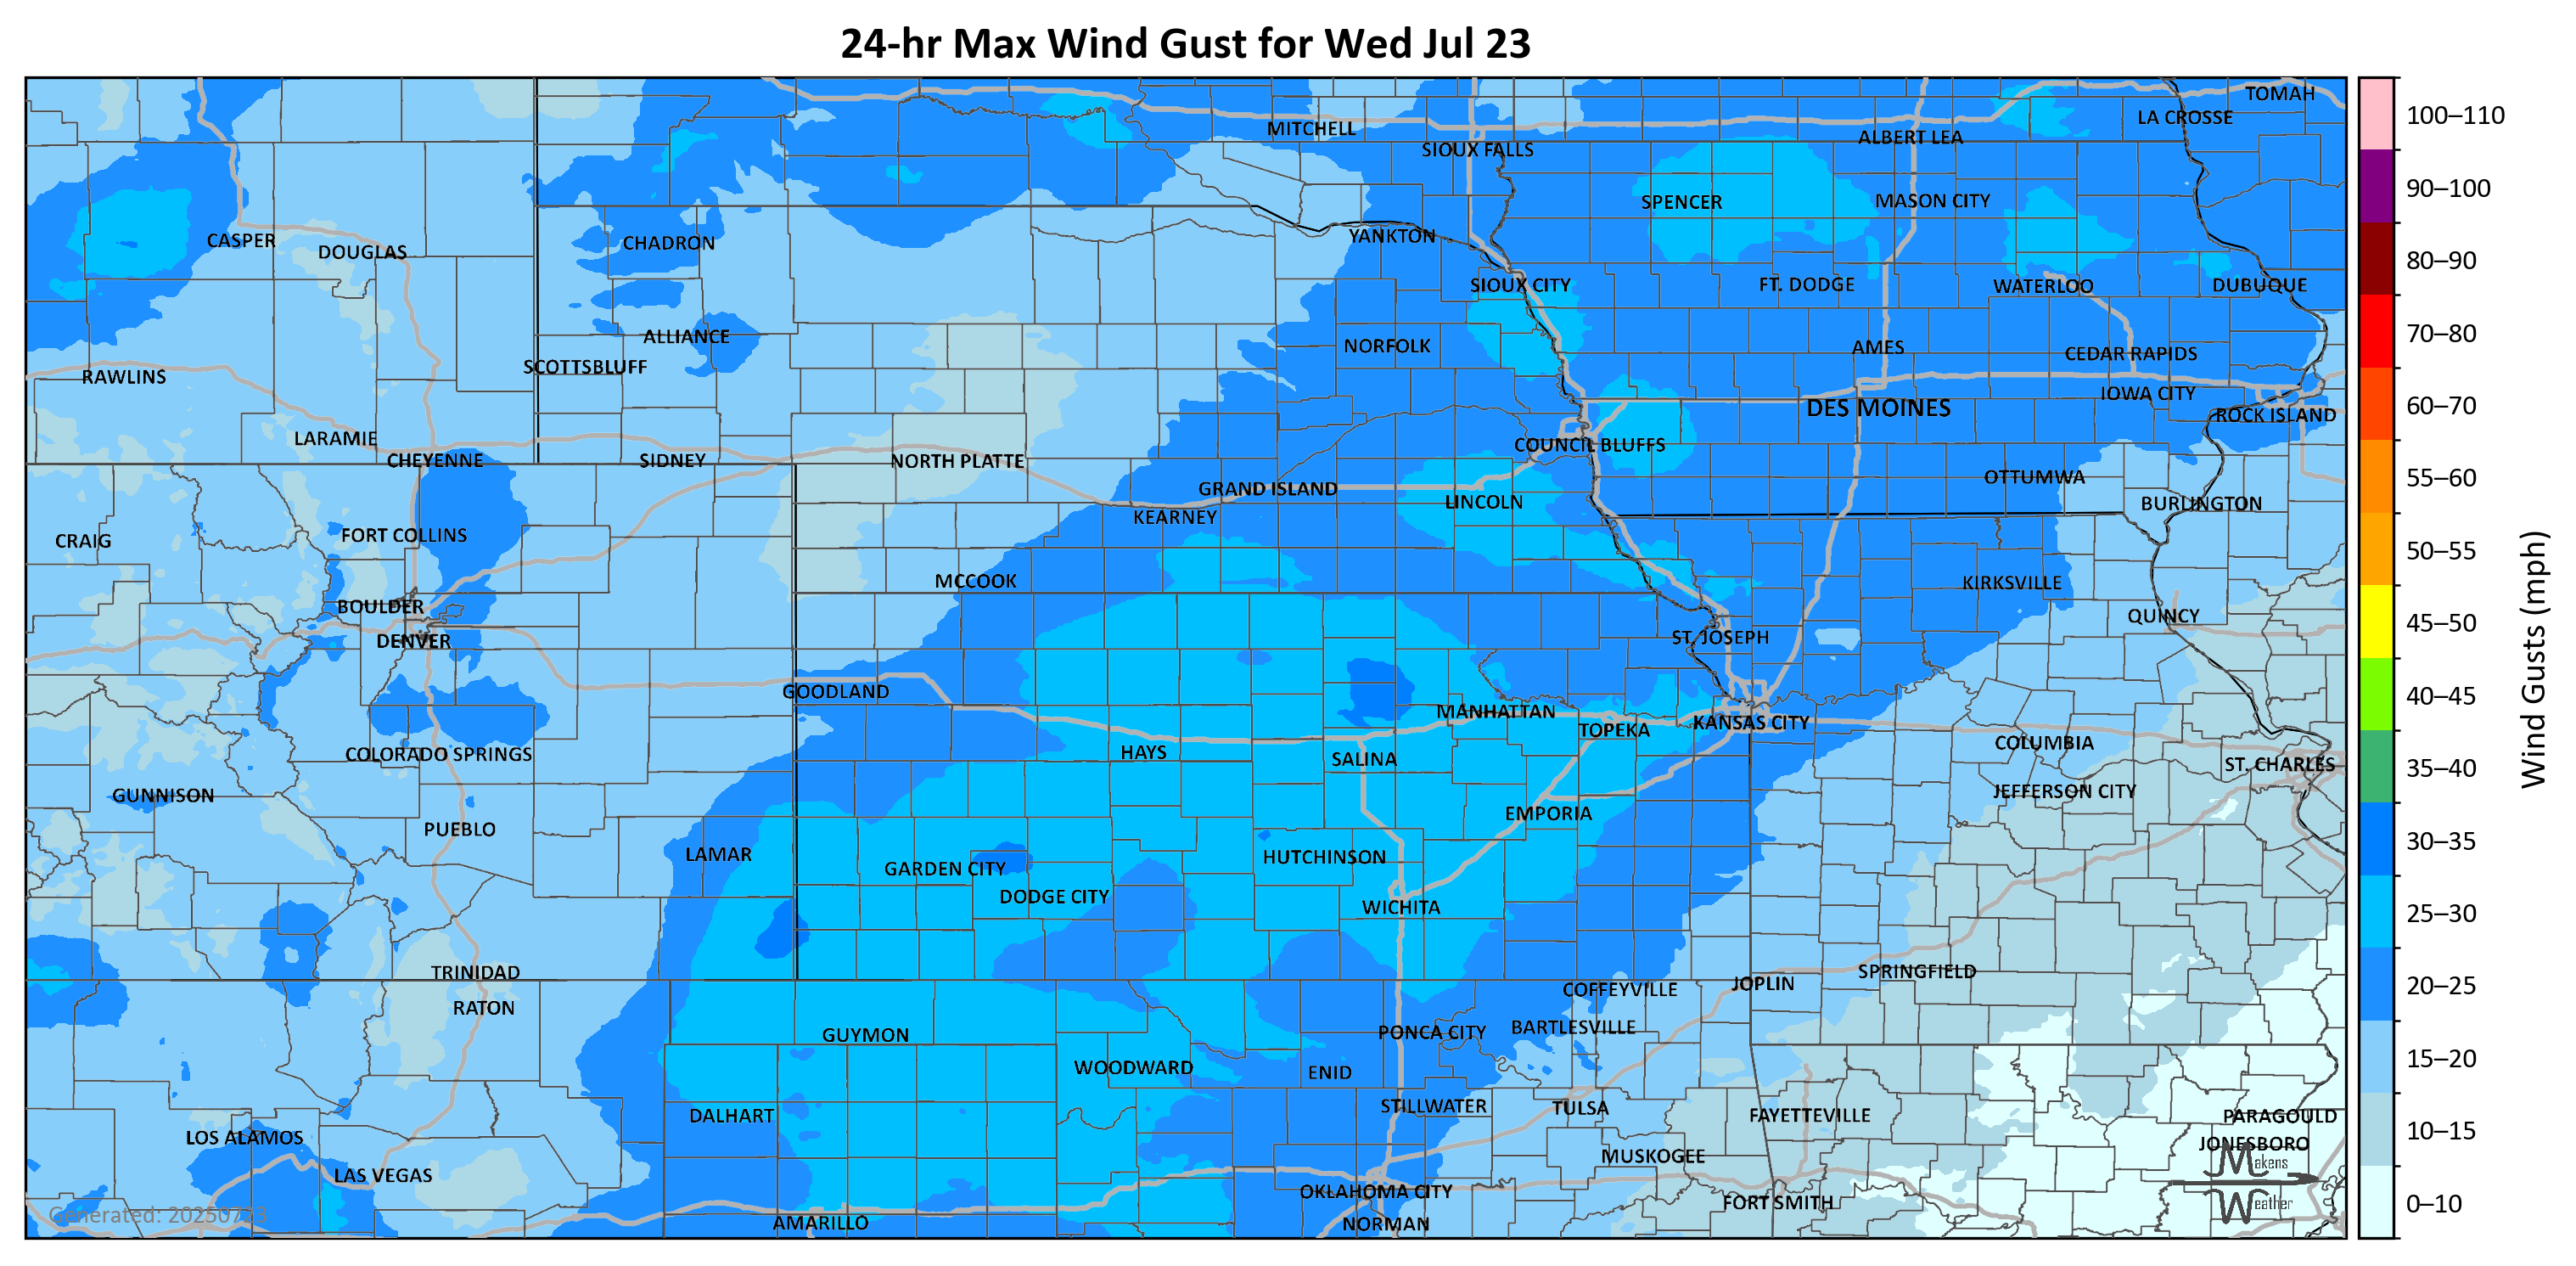 24-hr Max Wind Gust for Wed Jul 23
TOMAH
LA CROSSE
MITCHELL
ALBERT LEA
SIOUX FALLS
SPENCER
MASON CITY
CASPER
DOUGLAS
CHADRON
YANKTON
SIOUX CITY
FT. DODGE
WATERLOO
DUBUQUE
ALLIANCE
NORFOLK
AMES
CEDAR RAPIDS
SCOTTSBLUFF
RAWLINS
IOWA CITY
DES MOINES
ROCK ISLAND
LARAMIE
COUNCIL BLUFFS
CHEYENNE
SIDNEY
NORTH PLATTE
OTTUMWA
GRAND ISLAND
LINCOLN
BURLINGTON
KEARNEY
CRAIG
FORT COLLINS
MCCOOK
KIRKSVILLE
BOULDER
QUINCY
DENVER
ST. JOSEPH
GOODLAND
MANHATTAN
TOPEKA
KANSAS CITY
COLUMBIA
COLORADO SPRINGS
HAYS
SALINA
ST. CHARLES
GUNNISON
JEFFERSON CITY
EMPORIA
PUEBLO
LAMAR
HUTCHINSON
GARDEN CITY
DODGE CITY
WICHITA
TRINIDAD
SPRINGFIELD
JOPLIN
COFFEYVILLE
RATON
GUYMON
PONCA CITY
BARTLESVILLE
WOODWARD
ENID
STILLWATER
TULSA
DALHART
FAYETTEVILLE
PARAGOULD
LOS ALAMOS
JONESBORO
MUSKOGEE
LAS VEGAS
OKLAHOMA CITY
FORT SMITH
AMARILLO
NORMAN
Makens
Weather
100–110
90–100
80–90
70–80
60–70
55–60
50–55
45–50
40–45
35–40
30–35
25–30
20–25
15–20
10–15
0–10
Wind Gusts (mph)